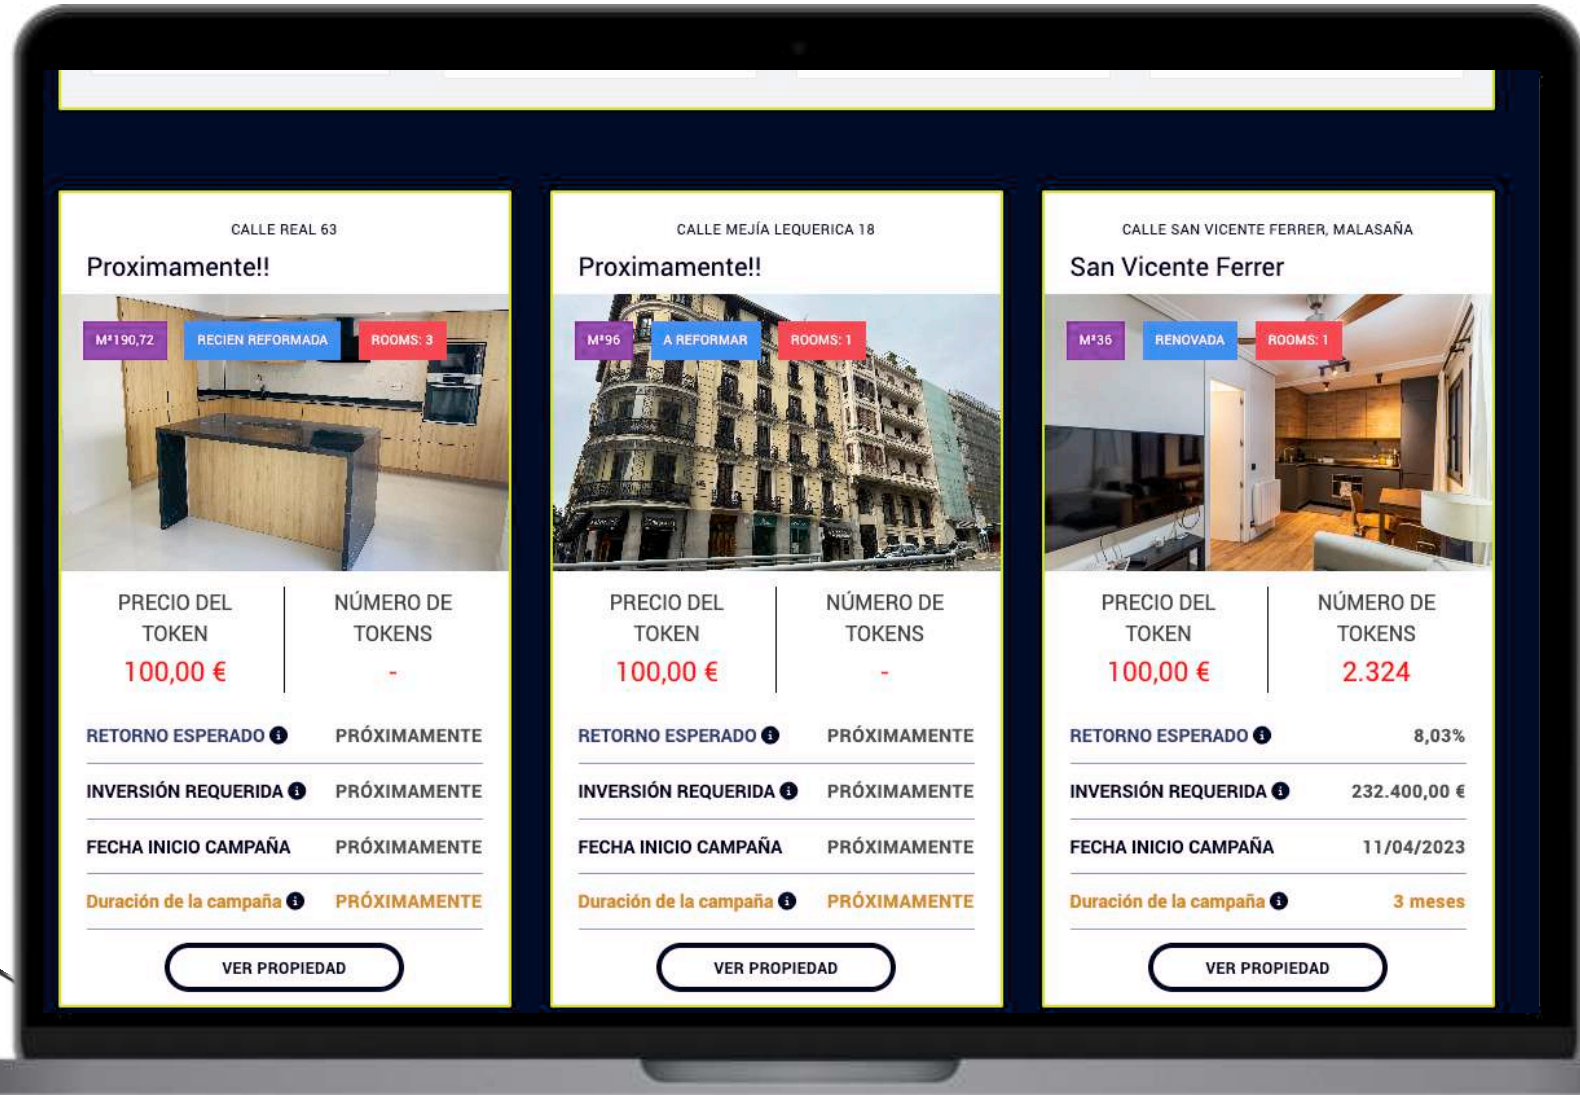 CALLE REAL 63
Proximamente!!
M²190,72
RECIEN REFORMADA
ROOMS: 3
PRECIO DEL
TOKEN
100,00 €
NÚMERO DE
TOKENS
-
RETORNO ESPERADO PRÓXIMAMENTE
INVERSIÓN REQUERIDA PRÓXIMAMENTE
FECHA INICIO CAMPAÑA PRÓXIMAMENTE
Duración de la campaña PRÓXIMAMENTE
VER PROPIEDAD
CALLE MEJÍA LEQUERICA 18
Proximamente!!
M²96
A REFORMAR
ROOMS: 1
PRECIO DEL
TOKEN
100,00 €
NÚMERO DE
TOKENS
-
RETORNO ESPERADO PRÓXIMAMENTE
INVERSIÓN REQUERIDA PRÓXIMAMENTE
FECHA INICIO CAMPAÑA PRÓXIMAMENTE
Duración de la campaña PRÓXIMAMENTE
VER PROPIEDAD
CALLE SAN VICENTE FERRER, MALASAÑA
San Vicente Ferrer
M²36
RENOVADA
ROOMS: 1
PRECIO DEL
TOKEN
100,00 €
NÚMERO DE
TOKENS
2.324
RETORNO ESPERADO 8,03%
INVERSIÓN REQUERIDA 232.400,00 €
FECHA INICIO CAMPAÑA 11/04/2023
Duración de la campaña 3 meses
VER PROPIEDAD